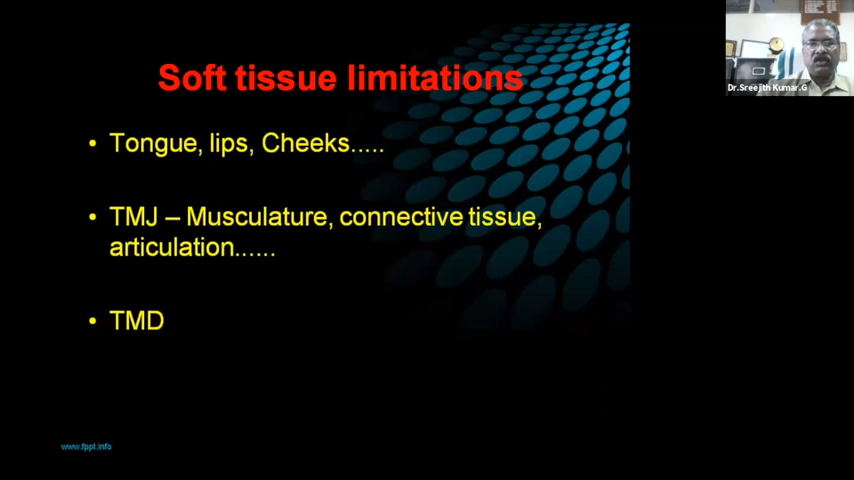 Soft tissue limitations
• Tongue, lips, Cheeks.....
• TMJ – Musculature, connective tissue,
articulation......
• TMD
www.fppt.info
Dr.Sreejith Kumar.G